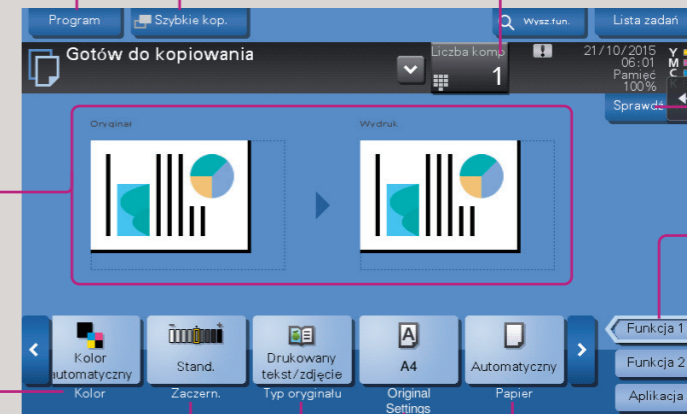 Program
Szybkie kop.
Wysz.fun.
Lista zadań
Gotów do kopiowania
Liczba komp
1
21/10/2015
06:01
Pamięć
100%
Y
M
C
K
Sprawdź
Oryginał
Wydruk
Kolor
automatyczny
Stand.
Drukowany
tekst/zdjęcie
A
A4
Automatyczny
Funkcja 1
Funkcja 2
Aplikacja
Kolor
Zaczern.
Typ oryginału
Original
Settings
Papier